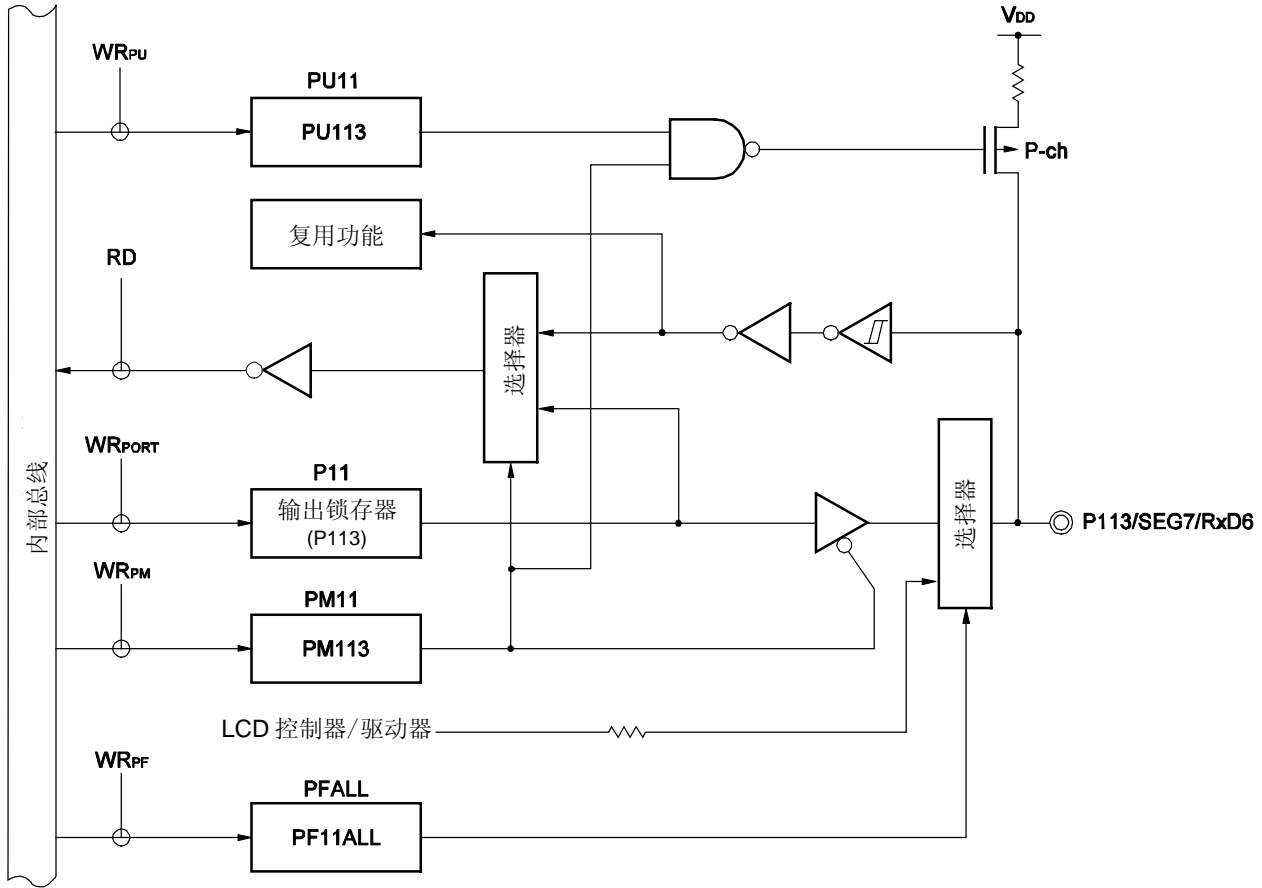 VDD
WRPU
PU11
PU113
P-ch
复用功能
RD
选择器
WRPORT
P11
输出锁存器
(P113)
内部总线
选择器
P113/SEG7/RxD6
WRPM
PM11
PM113
LCD 控制器/驱动器
WRPF
PFALL
PF11ALL